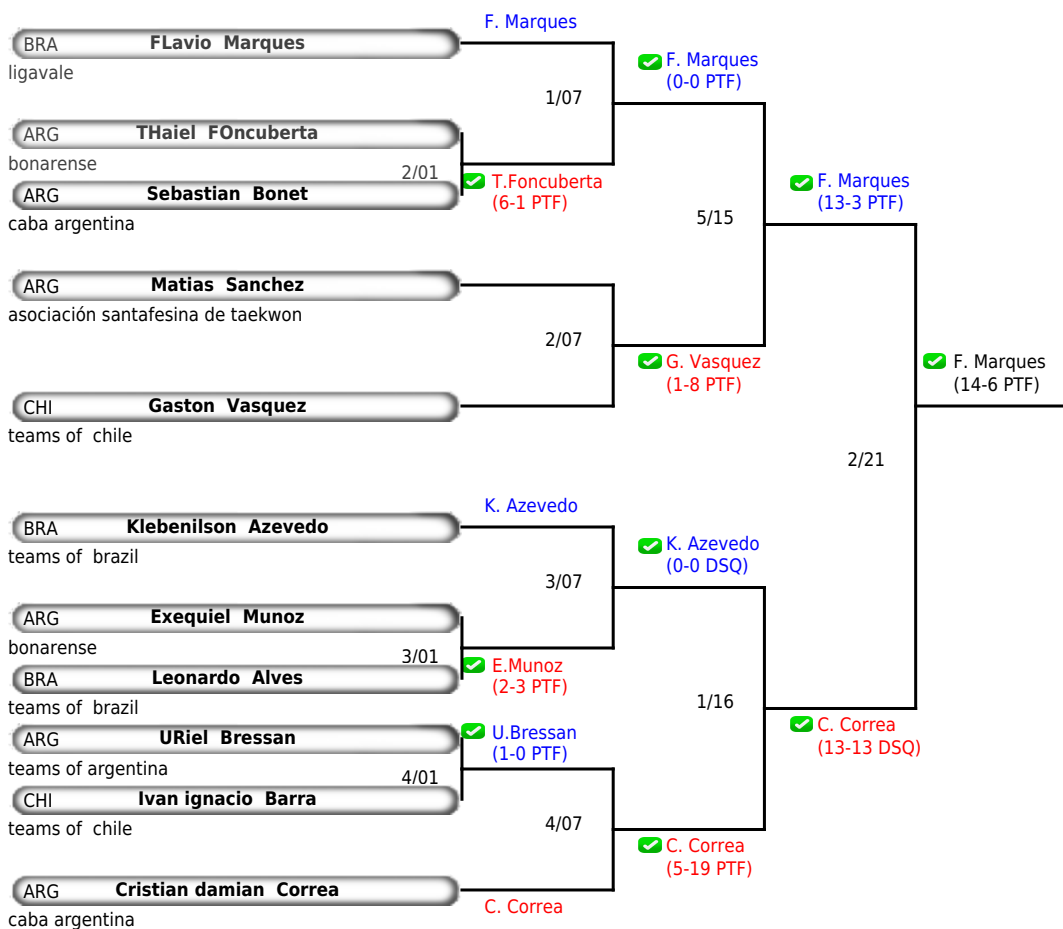 F. Marques
BRA FLavio Marques
ligavale
F. Marques
(0-0 PTF)
1/07
ARG THaiel FOncuberta
bonarense
2/01
T.Foncuberta
(6-1 PTF)
ARG Sebastian Bonet
caba argentina
F. Marques
(13-3 PTF)
5/15
ARG Matias Sanchez
asociación santafesina de taekwon
2/07
G. Vasquez
(1-8 PTF)
F. Marques
(14-6 PTF)
CHI Gaston Vasquez
teams of chile
2/21
K. Azevedo
BRA Klebenilson Azevedo
teams of brazil
K. Azevedo
(0-0 DSQ)
3/07
ARG Exequiel Munoz
bonarense
3/01
E.Munoz
(2-3 PTF)
BRA Leonardo Alves
teams of brazil
1/16
ARG URiel Bressan
teams of argentina
U.Bressan
(1-0 PTF)
C. Correa
(13-13 DSQ)
4/01
CHI Ivan ignacio Barra
teams of chile
4/07
C. Correa
(5-19 PTF)
ARG Cristian damian Correa
caba argentina
C. Correa